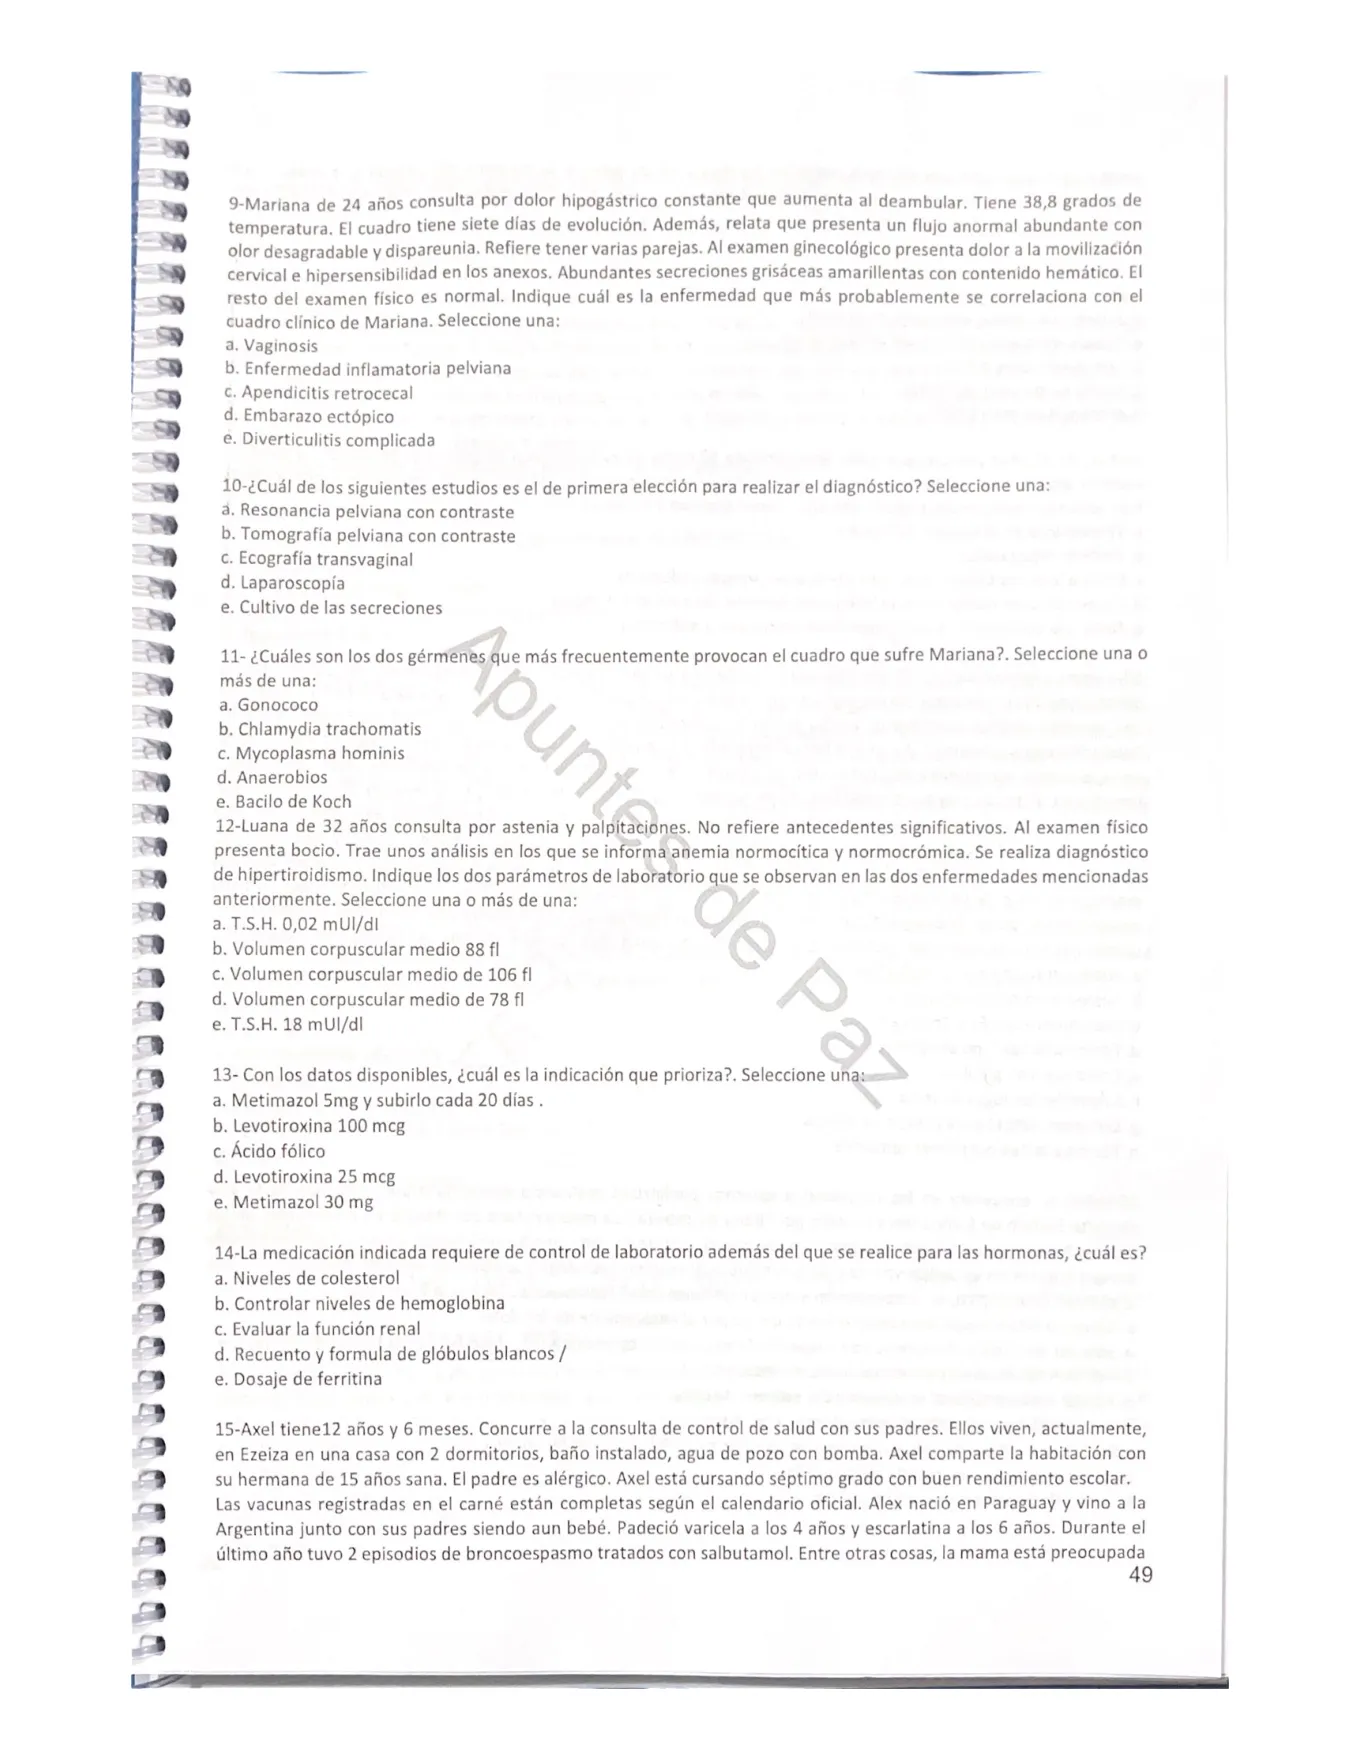 9-Mariana de 24 años consulta por dolor hipogástrico constante que aumenta al deambular. Tiene 38,8 grados de
temperatura. El cuadro tiene siete días de evolución. Además, relata que presenta un flujo anormal abundante con
olor desagradable y dispareunia. Refiere tener varias parejas. Al examen ginecológico presenta dolor a la movilización
cervical e hipersensibilidad en los anexos. Abundantes secreciones grisáceas amarillentas con contenido hemático. El
resto del examen físico es normal. Indique cuál es la enfermedad que más probablemente se correlaciona con el
cuadro clínico de Mariana. Seleccione una:
a. Vaginosis
b. Enfermedad inflamatoria pelviana
c. Apendicitis retrocecal
d. Embarazo ectópico
e. Diverticulitis complicada
10-¿Cuál de los siguientes estudios es el de primera elección para realizar el diagnóstico? Seleccione una:
a. Resonancia pelviana con contraste
b. Tomografía pelviana con contraste
c. Ecografía transvaginal
d. Laparoscopía
e. Cultivo de las secreciones
11- ¿Cuáles son los dos gérmenes que más frecuentemente provocan el cuadro que sufre Mariana?. Seleccione una o
más de una:
a. Gonococo
b. Chlamydia trachomatis
c. Mycoplasma hominis
d. Anaerobios
e. Bacilo de Koch
12-Luana de 32 años consulta por astenia y palpitaciones. No refiere antecedentes significativos. Al examen físico
presenta bocio. Trae unos análisis en los que se informa anemia normocítica y normocrómica. Se realiza diagnóstico
de hipertiroidismo. Indique los dos parámetros de laboratorio que se observan en las dos enfermedades mencionadas
anteriormente. Seleccione una o más de una:
a. T.S.H. 0,02 mUI/dl
b. Volumen corpuscular medio 88 fl
c. Volumen corpuscular medio de 106 fl
d. Volumen corpuscular medio de 78 fl
e. T.S.H. 18 mUI/dl
13- Con los datos disponibles, ¿cuál es la indicación que prioriza?. Seleccione una:
a. Metimazol 5mg y subirlo cada 20 días .
b. Levotiroxina 100 mcg
c. Ácido fólico
d. Levotiroxina 25 mcg
e. Metimazol 30 mg
14-La medicación indicada requiere de control de laboratorio además del que se realice para las hormonas, ¿cuál es?
a. Niveles de colesterol
b. Controlar niveles de hemoglobina
c. Evaluar la función renal
d. Recuento y formula de glóbulos blancos /
e. Dosaje de ferritina
15-Axel tiene12 años y 6 meses. Concurre a la consulta de control de salud con sus padres. Ellos viven, actualmente,
en Ezeiza en una casa con 2 dormitorios, baño instalado, agua de pozo con bomba. Axel comparte la habitación con
su hermana de 15 años sana. El padre es alérgico. Axel está cursando séptimo grado con buen rendimiento escolar.
Las vacunas registradas en el carné están completas según el calendario oficial. Alex nació en Paraguay y vino a la
Argentina junto con sus padres siendo aun bebé. Padeció varicela a los 4 años y escarlatina a los 6 años. Durante el
último año tuvo 2 episodios de broncoespasmo tratados con salbutamol. Entre otras cosas, la mama está preocupada
49
Apuntes de Paz